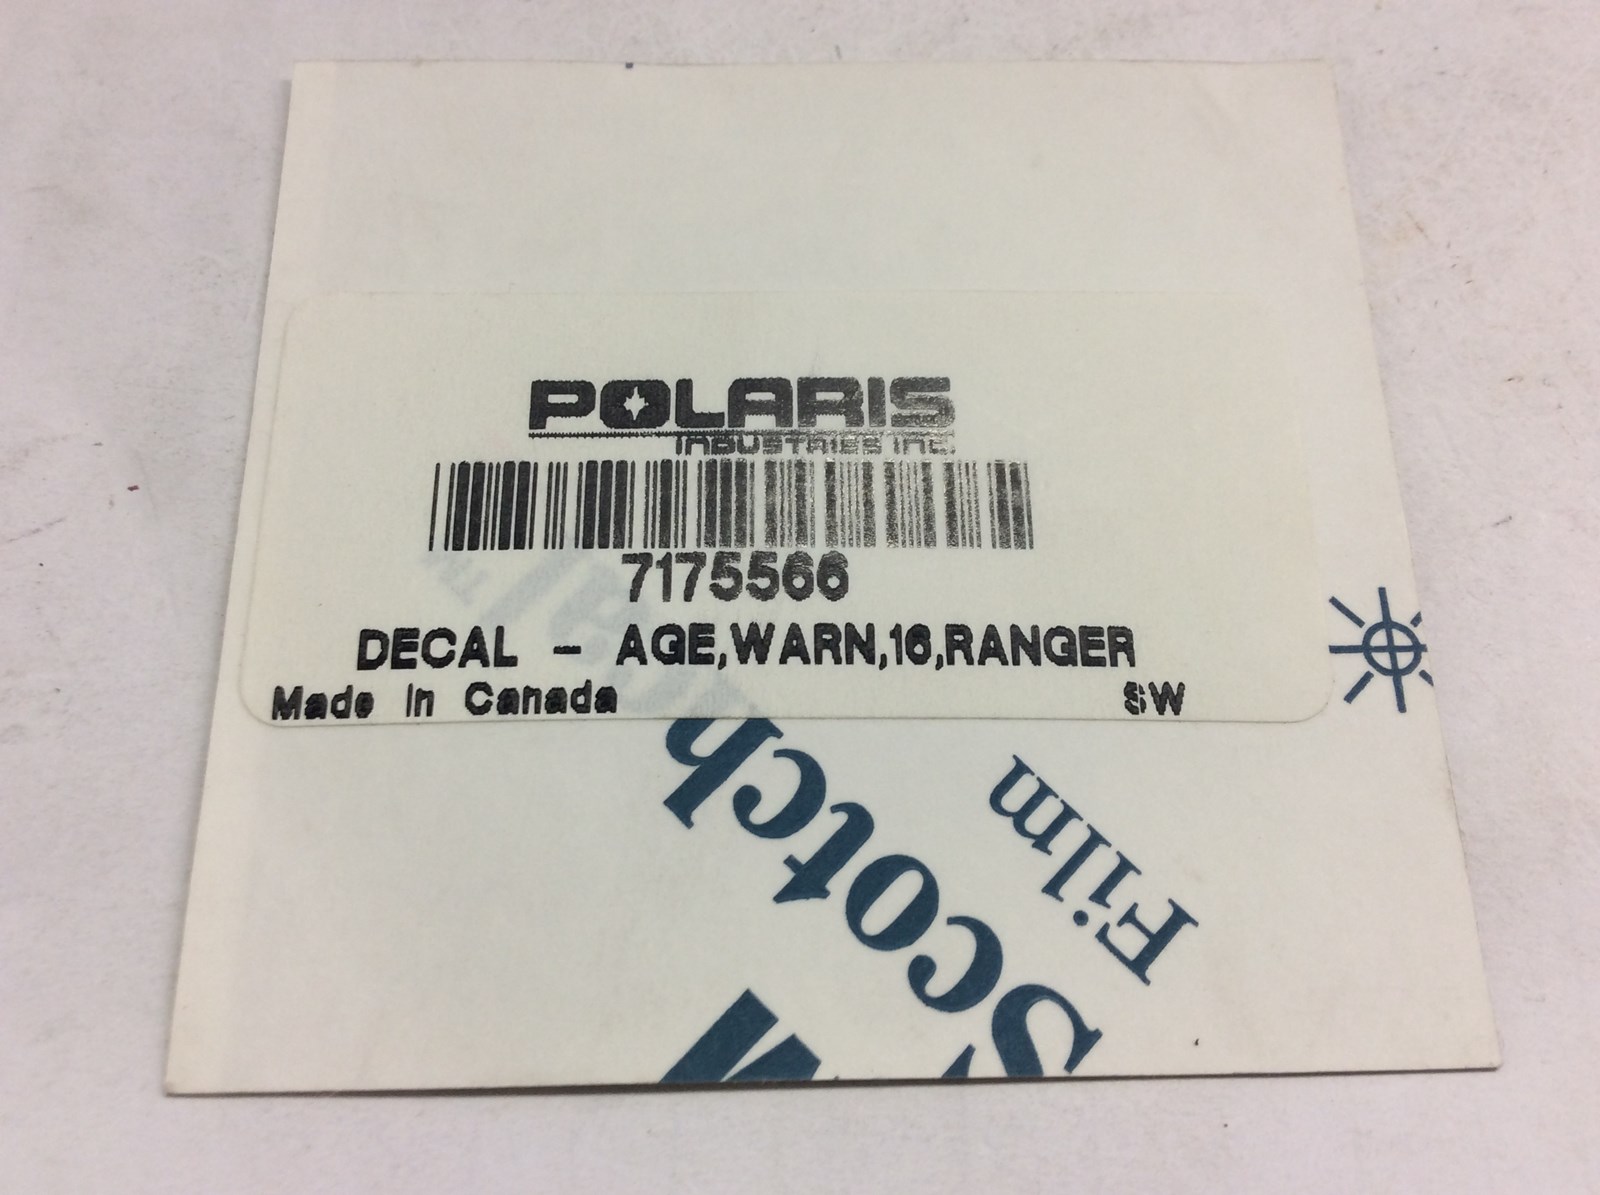 POLARIS
INDUSTRIES INC.
7175566
DECAL - AGE,WARN,16,RANGER
Made in Canada
SW
Scotch
Film